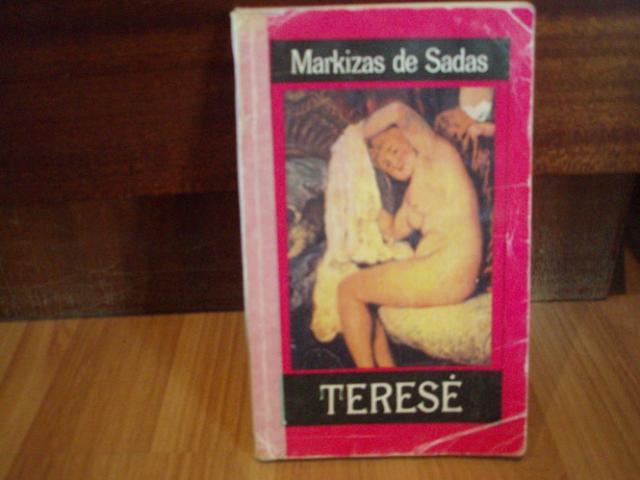 Markizas de Sadas
TERESĖ